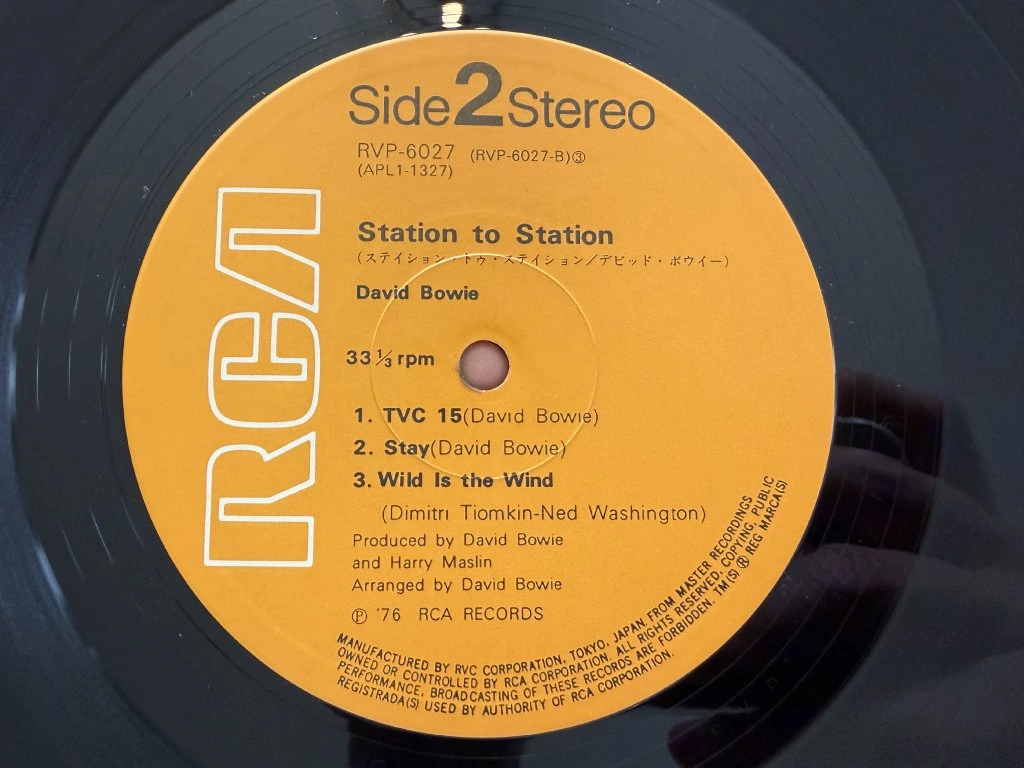 Side 2 Stereo
RVP-6027 (RVP-6027-B)③
(APL1-1327)
RCA
Station to Station
(ステイション・トゥ・ステイション/デビッド・ボウイー)
David Bowie
33 1/3 rpm
1. TVC 15(David Bowie)
2. Stay(David Bowie)
3. Wild Is the Wind
(Dimitri Tiomkin-Ned Washington)
Produced by David Bowie
and Harry Maslin
Arranged by David Bowie
Ⓟ '76 RCA RECORDS
MANUFACTURED BY RVC CORPORATION, TOKYO, JAPAN, FROM MASTER RECORDINGS
OWNED OR CONTROLLED BY RCA CORPORATION. ALL RIGHTS RESERVED. COPYING, PUBLIC
PERFORMANCE, BROADCASTING OF THESE RECORDS ARE FORBIDDEN. TM(S) ® REG MARCA(S)
REGISTRADA(S) USED BY AUTHORITY OF RCA CORPORATION.